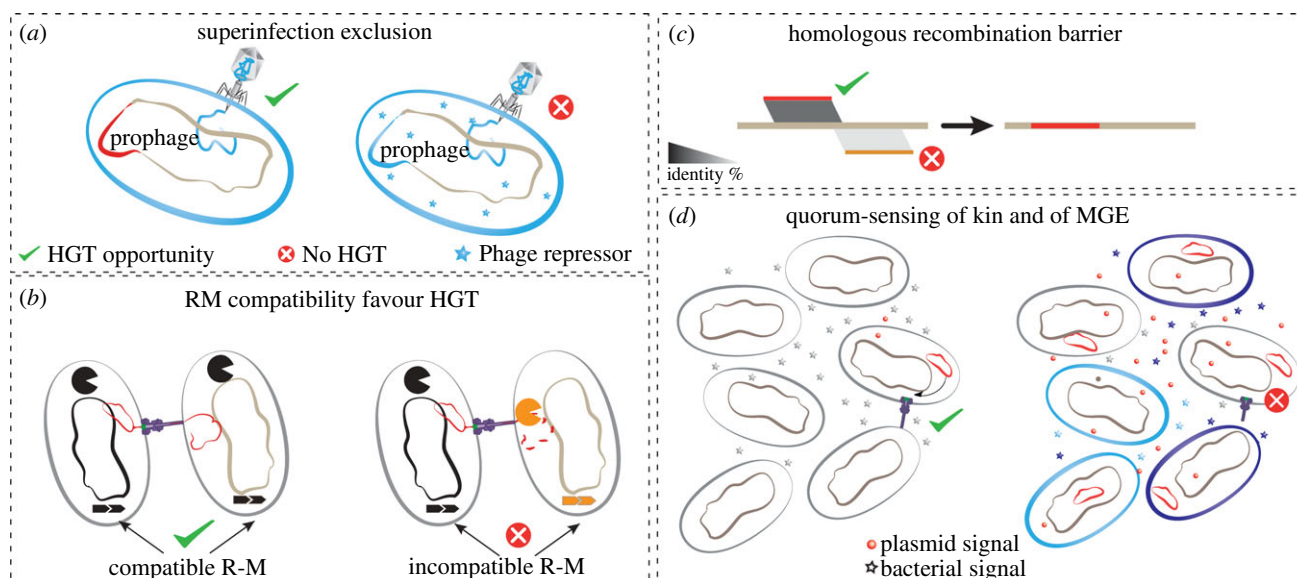 (a) superinfection exclusion
prophage
prophage
HGT opportunity No HGT Phage repressor
(b) RM compatibility favour HGT
compatible R-M incompatible R-M
(c) homologous recombination barrier
identity %
(d) quorum-sensing of kin and of MGE
plasmid signal
bacterial signal